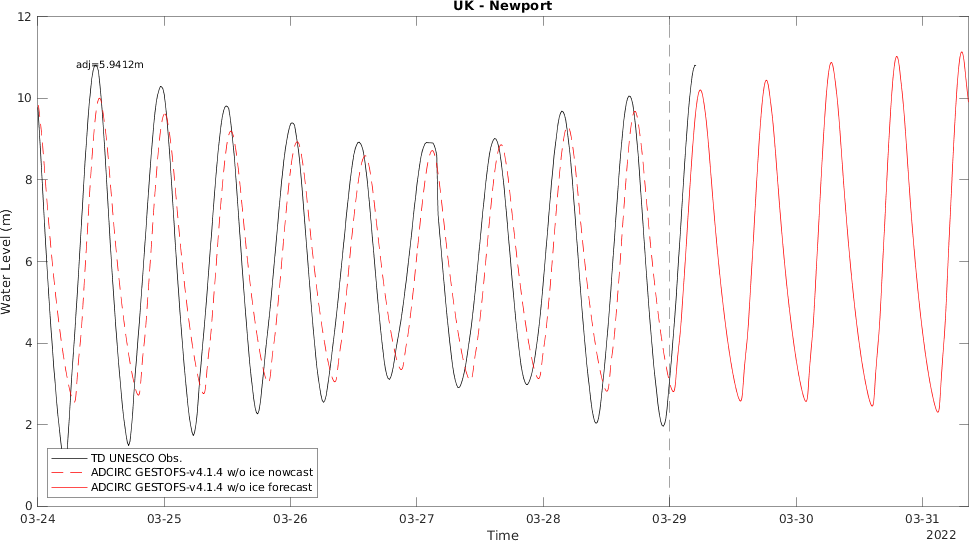 UK - Newport
12
adj=5.9412m
10
8
6
4
2
0
Water Level (m)
TD UNESCO Obs.
ADCIRC GESTOFS-v4.1.4 w/o ice nowcast
ADCIRC GESTOFS-v4.1.4 w/o ice forecast
03-24 03-25 03-26 03-27 03-28 03-29 03-30 03-31
Time
2022